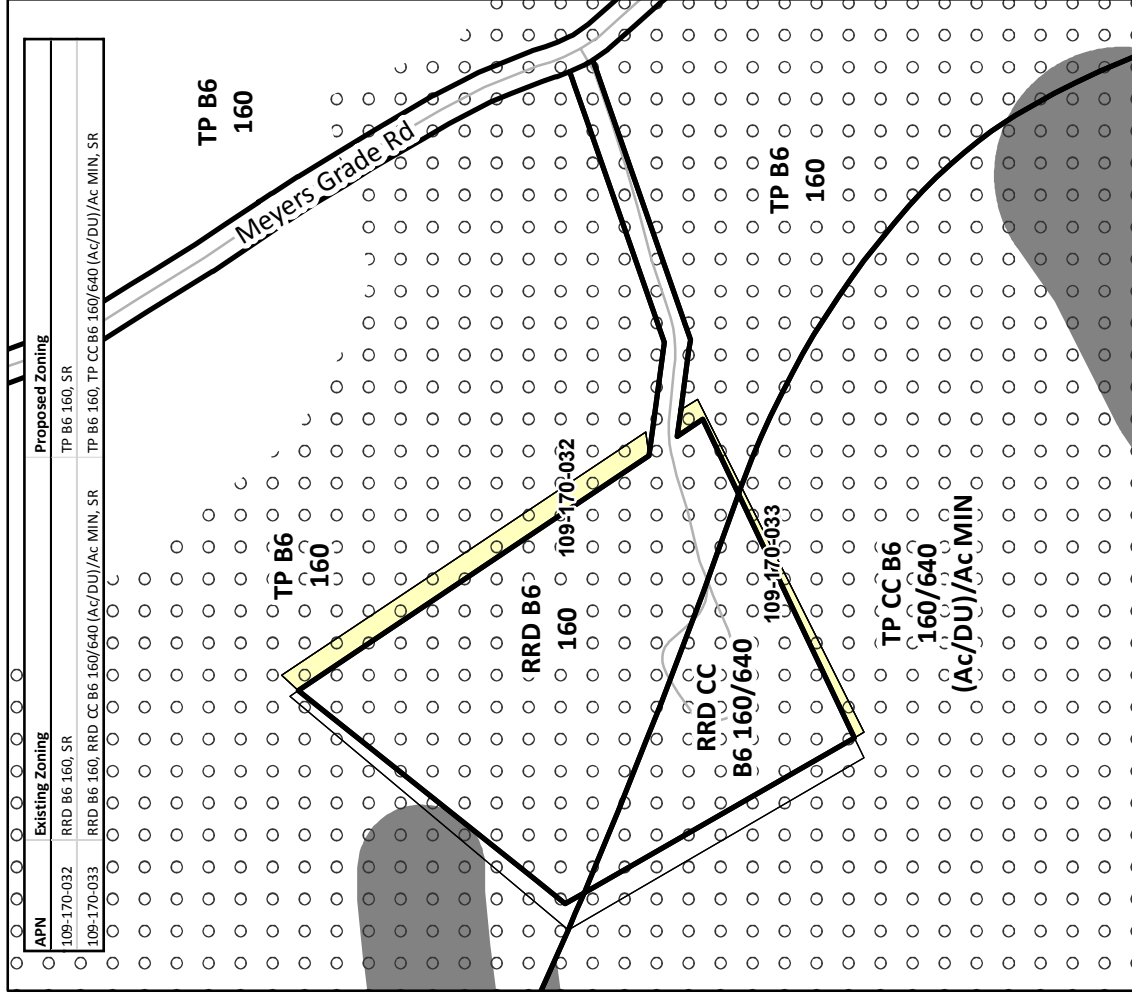 APN Existing Zoning Proposed Zoning
109-170-032 RRD B6 160, SR TP B6 160, SR
109-170-033 RRD B6 160, RRD CC B6 160/640 (Ac/DU)/Ac MIN, SR TP B6 160, TP CC B6 160/640 (Ac/DU)/Ac MIN, SR
TP B6
160
Meyers Grade Rd
TP B6
160
TP B6
160
109-170-032
RRD B6
160
109-170-033
RRD CC
B6 160/640
TP CC B6
160/640
(Ac/DU)/Ac MIN